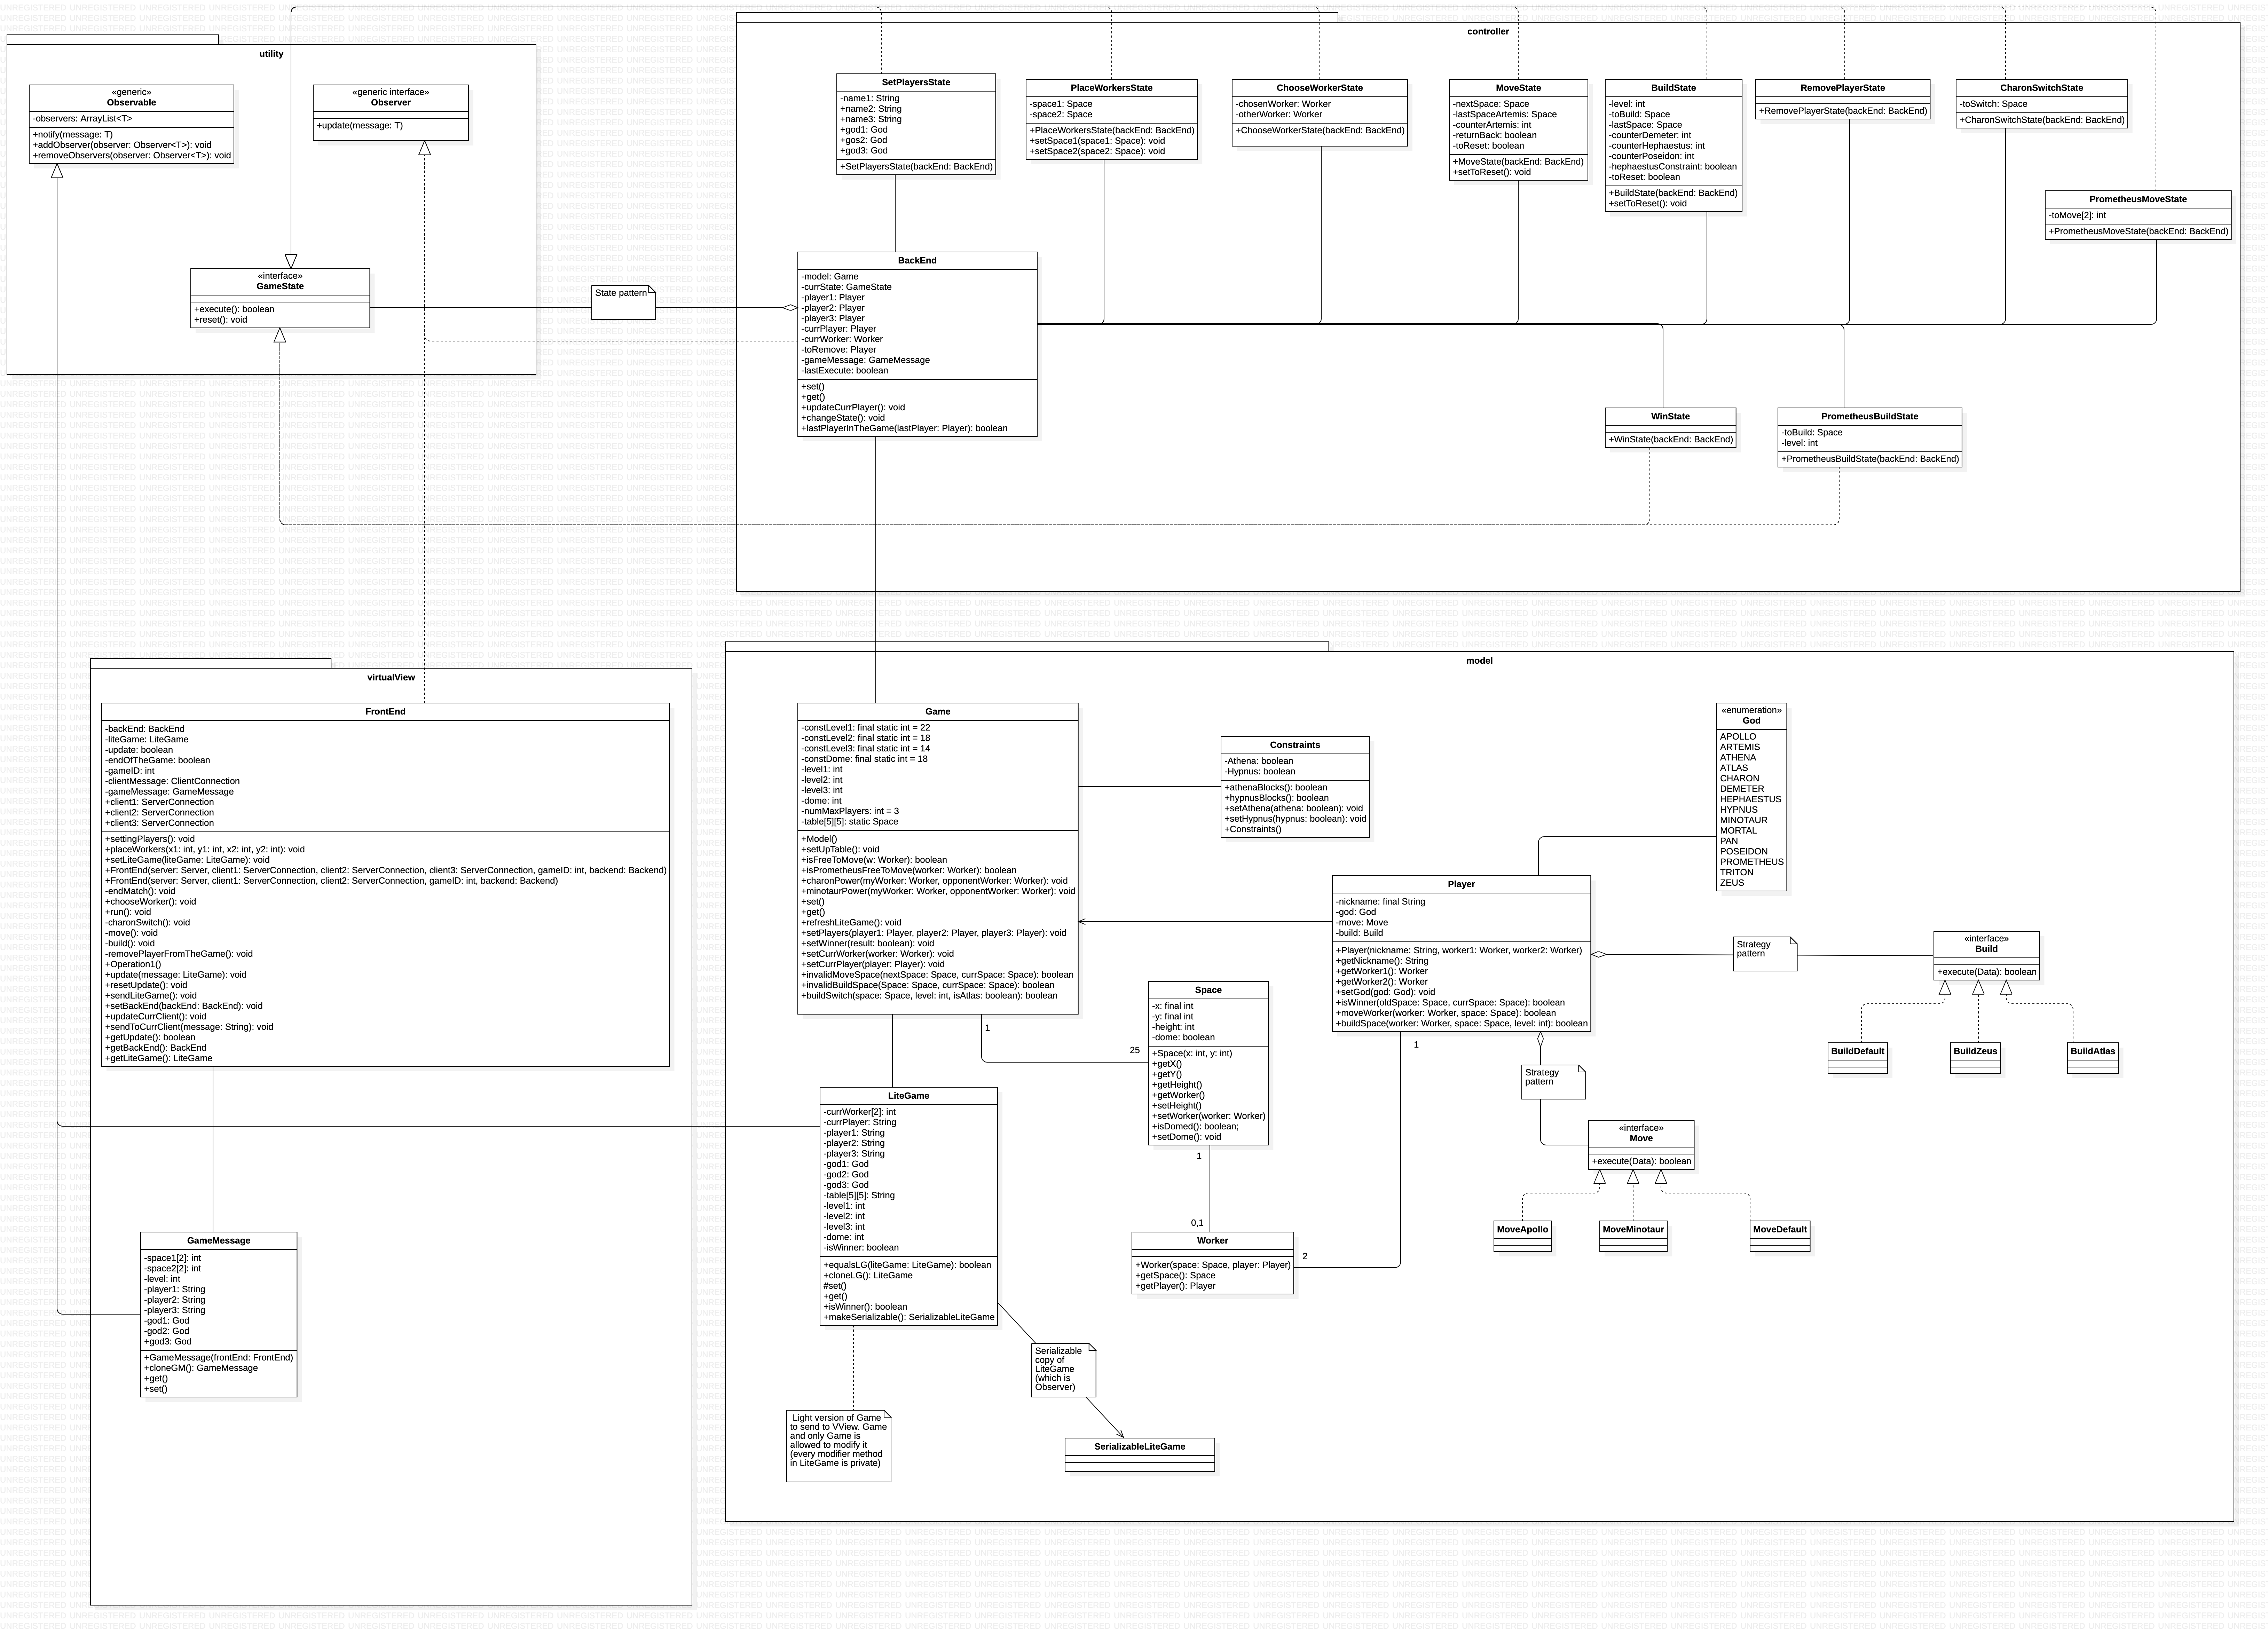 utility
«generic»
Observable
-observers: ArrayList<T>
+notify(message: T)
+addObserver(observer: Observer<T>): void
+removeObservers(observer: Observer<T>): void
«generic interface»
Observer
+update(message: T)
«interface»
GameState
+execute(): boolean
+reset(): void
State pattern
controller
SetPlayersState
-name1: String
+name2: String
+name3: String
+god1: God
+gos2: God
+god3: God
+SetPlayersState(backEnd: BackEnd)
PlaceWorkersState
-space1: Space
-space2: Space
+PlaceWorkersState(backEnd: BackEnd)
+setSpace1(space1: Space): void
+setSpace2(space2: Space): void
ChooseWorkerState
-chosenWorker: Worker
-otherWorker: Worker
+ChooseWorkerState(backEnd: BackEnd)
MoveState
-nextSpace: Space
-lastSpaceArtemis: Space
-counterArtemis: int
-returnBack: boolean
-toReset: boolean
+MoveState(backEnd: BackEnd)
+setToReset(): void
BuildState
-level: int
-toBuild: Space
-lastSpace: Space
-counterDemeter: int
-counterHephaestus: int
-counterPoseidon: int
-hephaestusConstraint: boolean
-toReset: boolean
+BuildState(backEnd: BackEnd)
+setToReset(): void
RemovePlayerState
+RemovePlayerState(backEnd: BackEnd)
CharonSwitchState
-toSwitch: Space
+CharonSwitchState(backEnd: BackEnd)
PrometheusMoveState
-toMove[2]: int
+PrometheusMoveState(backEnd: BackEnd)
BackEnd
-model: Game
-currState: GameState
-player1: Player
-player2: Player
-player3: Player
-currPlayer: Player
-currWorker: Worker
-toRemove: Player
-gameMessage: GameMessage
-lastExecute: boolean
+set()
+get()
+updateCurrPlayer(): void
+changeState(): void
+lastPlayerInTheGame(lastPlayer: Player): boolean
WinState
+WinState(backEnd: BackEnd)
PrometheusBuildState
-toBuild: Space
-level: int
+PrometheusBuildState(backEnd: BackEnd)
virtualView
FrontEnd
-backEnd: BackEnd
-liteGame: LiteGame
-update: boolean
-endOfTheGame: boolean
-gameID: int
-clientMessage: ClientConnection
-gameMessage: GameMessage
+client1: ServerConnection
+client2: ServerConnection
+client3: ServerConnection
+settingPlayers(): void
+placeWorkers(x1: int, y1: int, x2: int, y2: int): void
+setLiteGame(liteGame: LiteGame): void
+FrontEnd(server: Server, client1: ServerConnection, client2: ServerConnection, client3: ServerConnection, gameID: int, backend: Backend)
+FrontEnd(server: Server, client1: ServerConnection, client2: ServerConnection, gameID: int, backend: Backend)
-endMatch(): void
+chooseWorker(): void
+run(): void
-charonSwitch(): void
-move(): void
-build(): void
-removePlayerFromTheGame(): void
+Operation1()
+update(message: LiteGame): void
+resetUpdate(): void
+sendLiteGame(): void
+setBackEnd(backEnd: BackEnd): void
+updateCurrClient(): void
+sendToCurrClient(message: String): void
+getUpdate(): boolean
+getBackEnd(): BackEnd
+getLiteGame(): LiteGame
GameMessage
-space1[2]: int
-space2[2]: int
-level: int
-player1: String
-player2: String
-player3: String
-god1: God
-god2: God
+god3: God
+GameMessage(frontEnd: FrontEnd)
+cloneGM(): GameMessage
+get()
+set()
model
Game
-constLevel1: final static int = 22
-constLevel2: final static int = 18
-constLevel3: final static int = 14
-constDome: final static int = 18
-level1: int
-level2: int
-level3: int
-dome: int
-numMaxPlayers: int = 3
-table[5][5]: static Space
+Model()
+setUpTable(): void
+isFreeToMove(w: Worker): boolean
+isPrometheusFreeToMove(worker: Worker): boolean
+charonPower(myWorker: Worker, opponentWorker: Worker): void
+minotaurPower(myWorker: Worker, opponentWorker: Worker): void
+set()
+get()
+refreshLiteGame(): void
+setPlayers(player1: Player, player2: Player, player3: Player): void
+setWinner(result: boolean): void
+setCurrWorker(worker: Worker): void
+setCurrPlayer(player: Player): void
+invalidMoveSpace(nextSpace: Space, currSpace: Space): boolean
+invalidBuildSpace(Space: Space, currSpace: Space): boolean
+buildSwitch(space: Space, level: int, isAtlas: boolean): boolean
Constraints
-Athena: boolean
-Hypnus: boolean
+athenaBlocks(): boolean
+hypnusBlocks(): boolean
+setAthena(athena: boolean): void
+setHypnus(hypnus: boolean): void
+Constraints()
«enumeration»
God
APOLLO
ARTEMIS
ATHENA
ATLAS
CHARON
DEMETER
HEPHAESTUS
HYPNUS
MINOTAUR
MORTAL
PAN
POSEIDON
PROMETHEUS
TRITON
ZEUS
Player
-nickname: final String
-god: God
-move: Move
-build: Build
+Player(nickname: String, worker1: Worker, worker2: Worker)
+getNickname(): String
+getWorker1(): Worker
+getWorker2(): Worker
+setGod(god: God): void
+isWinner(oldSpace: Space, currSpace: Space): boolean
+moveWorker(worker: Worker, space: Space): boolean
+buildSpace(worker: Worker, space: Space, level: int): boolean
Strategy
pattern
«interface»
Build
+execute(Data): boolean
BuildDefault
BuildZeus
BuildAtlas
1
Strategy
pattern
«interface»
Move
+execute(Data): boolean
MoveApollo
MoveMinotaur
MoveDefault
1
25
Space
-x: final int
-y: final int
-height: int
-dome: boolean
+Space(x: int, y: int)
+getX()
+getY()
+getHeight()
+getWorker()
+setHeight()
+setWorker(worker: Worker)
+isDomed(): boolean;
+setDome(): void
1
0,1
Worker
+Worker(space: Space, player: Player)
+getSpace(): Space
+getPlayer(): Player
2
LiteGame
-currWorker[2]: int
-currPlayer: String
-player1: String
-player2: String
-player3: String
-god1: God
-god2: God
-god3: God
-table[5][5]: String
-level1: int
-level2: int
-level3: int
-dome: int
-isWinner: boolean
+equalsLG(liteGame: LiteGame): boolean
+cloneLG(): LiteGame
#set()
+get()
+isWinner(): boolean
+makeSerializable(): SerializableLiteGame
Serializable
copy of
LiteGame
(which is
Observer)
Light version of Game
to send to VView. Game
and only Game is
allowed to modify it
(every modifier method
in LiteGame is private)
SerializableLiteGame